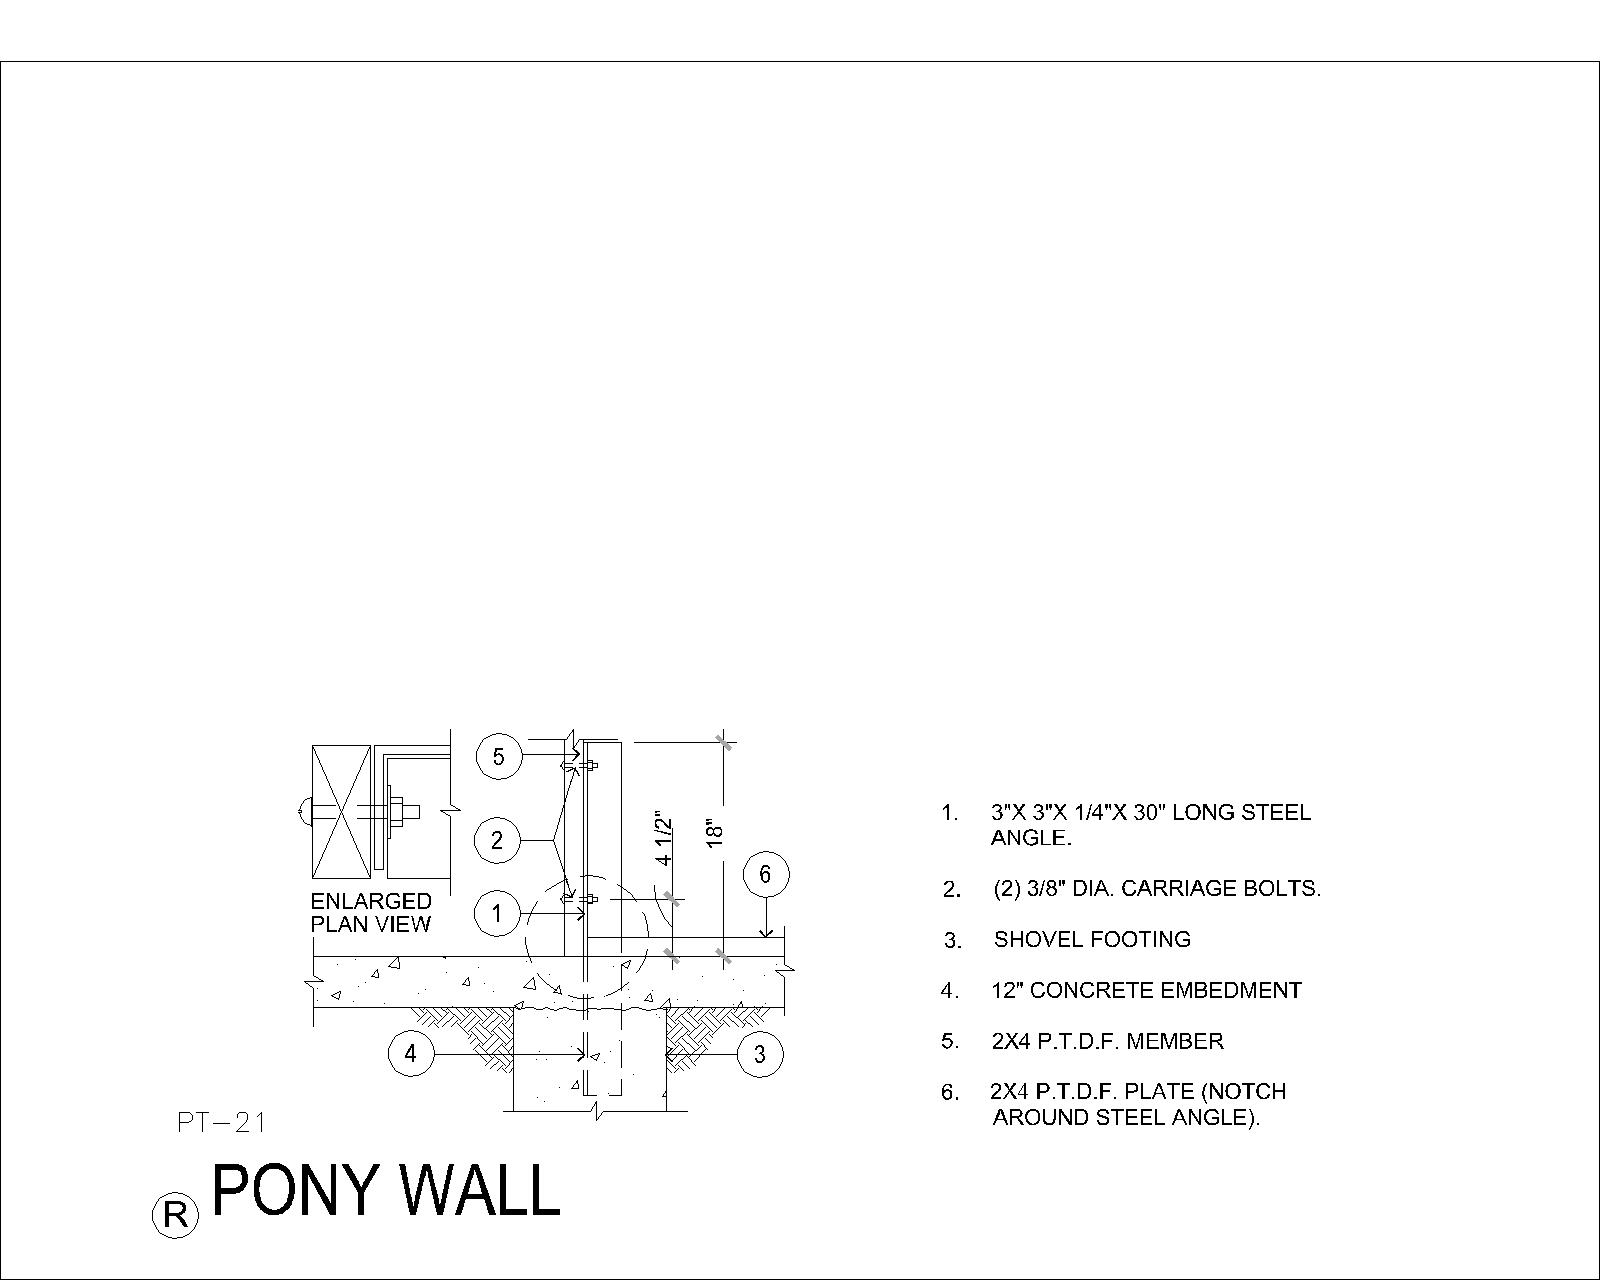 5
2
1
6
4
3
4 1/2"
18"
ENLARGED
PLAN VIEW
1. 3"X 3"X 1/4"X 30" LONG STEEL
ANGLE.
2. (2) 3/8" DIA. CARRIAGE BOLTS.
3. SHOVEL FOOTING
4. 12" CONCRETE EMBEDMENT
5. 2X4 P.T.D.F. MEMBER
6. 2X4 P.T.D.F. PLATE (NOTCH
AROUND STEEL ANGLE).
PT-21
R PONY WALL